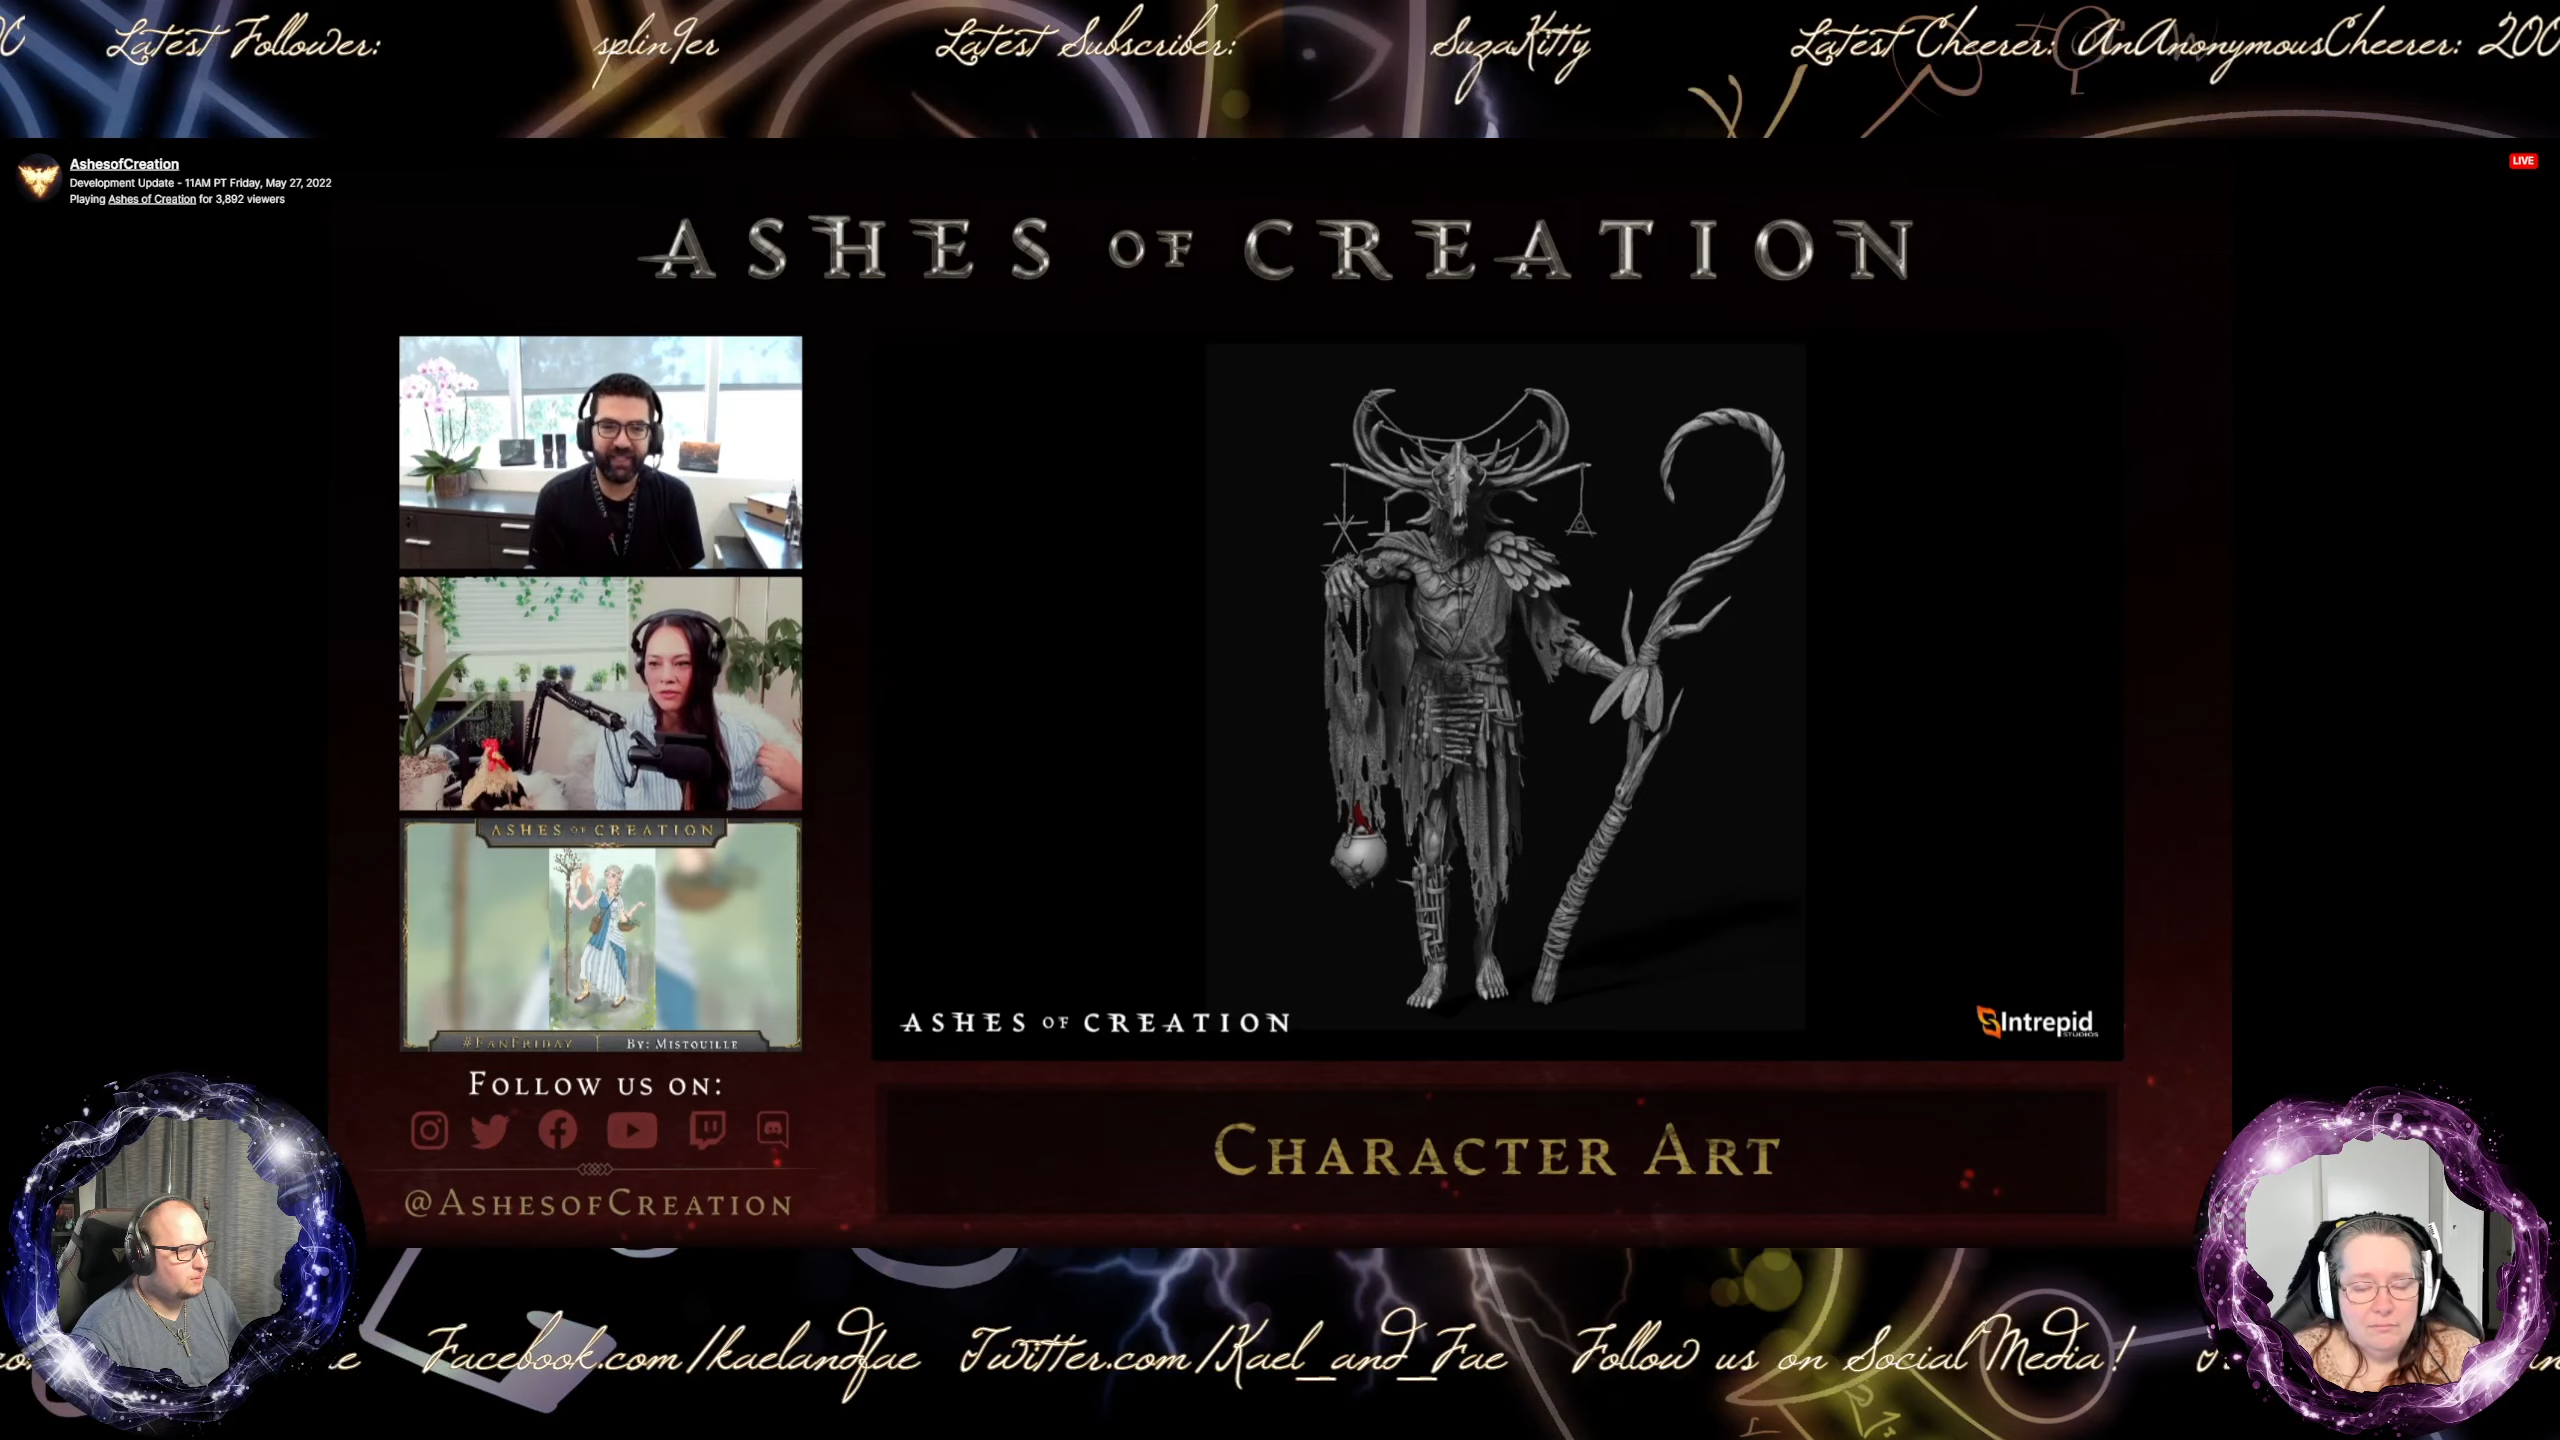 Latest Follower: splin9er Latest Subscriber: SuzaKitty Latest Cheerer: AnAnonymousCheerer: 200
AshesofCreation
Development Update - 11AM PT Friday, May 27, 2022
Playing Ashes of Creation for 3,892 viewers
LIVE
ASHES OF CREATION
ASHES OF CREATION
#FANFRIDAY | BY: MISTOUILLE
ASHES OF CREATION
Intrepid
STUDIOS
FOLLOW US ON:
@ASHESOFCREATION
CHARACTER ART
Facebook.com/kaelandfae Twitter.com/Kael_and_Fae Follow us on Social Media!